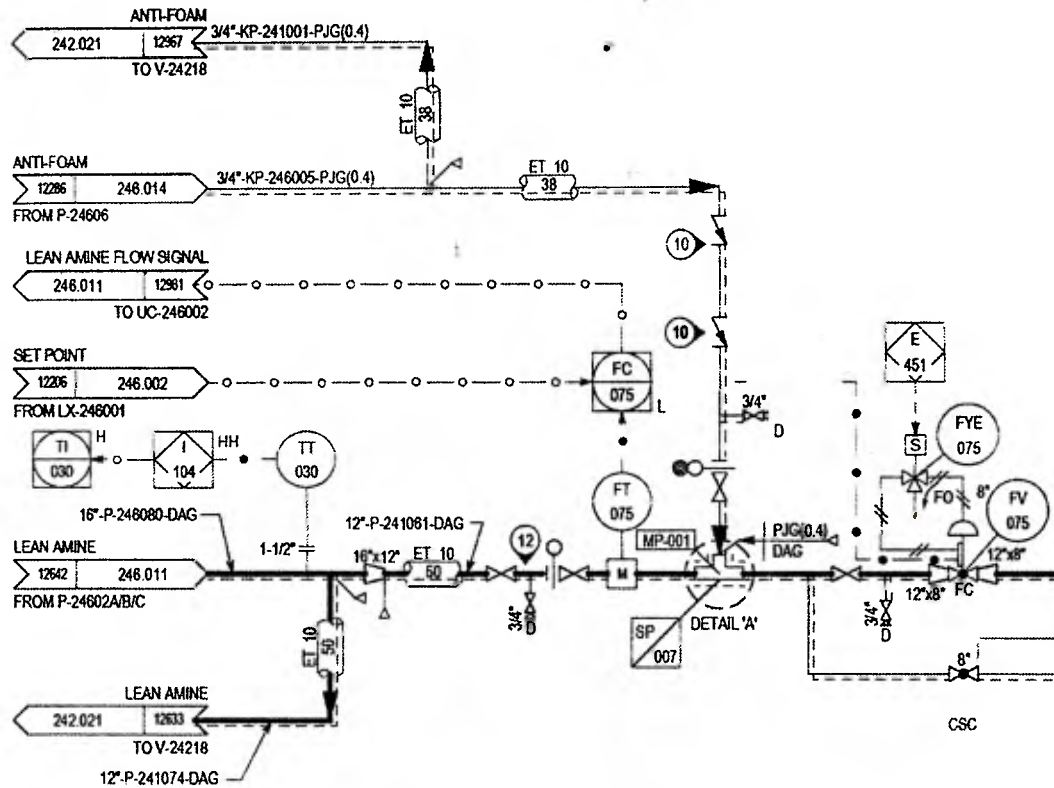 ANTI-FOAM
3/4"-KP-241001-PJG(0.4)
242.021
12967
TO V-24218
ET 10
38
ANTI-FOAM
12286
246.014
3/4"-KP-246005-PJG(0.4)
ET 10
38
FROM P-24606
LEAN AMINE FLOW SIGNAL
246.011
12981
TO UC-246002
10
10
SET POINT
12206
246.002
FROM LX-246001
FC
075
L
E
451
3/4"
D
TI
030
H
I
104
HH
TT
030
FT
075
S
FYE
075
FO
8"
FV
075
16"-P-246080-DAG
12"-P-241061-DAG
12
MP-001
PJG(0.4)
DAG
LEAN AMINE
12642
246.011
FROM P-24602A/B/C
1-1/2"
16"x12"
ET 10
50
M
3/4"
D
DETAIL 'A'
SP
007
12"x8"
12"x8"
FC
3/4"
D
ET 10
50
8"
CSC
LEAN AMINE
242.021
12633
TO V-24218
12"-P-241074-DAG